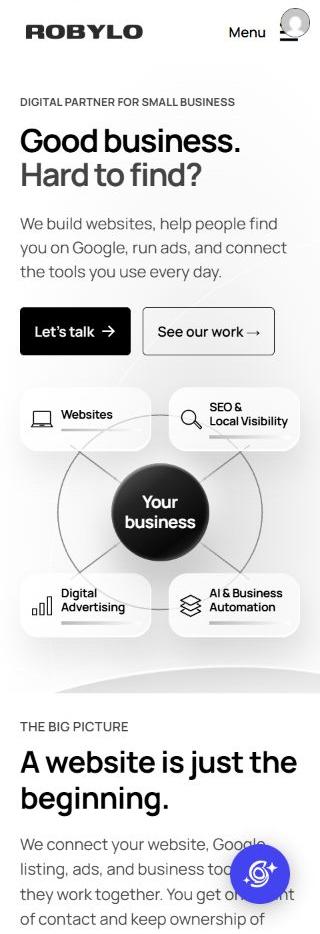 ROBYLO
Menu
DIGITAL PARTNER FOR SMALL BUSINESS
Good business.
Hard to find?
We build websites, help people find
you on Google, run ads, and connect
the tools you use every day.
Let's talk →
See our work →
Websites
SEO &
Local Visibility
Your
business
Digital
Advertising
AI & Business
Automation
THE BIG PICTURE
A website is just the
beginning.
We connect your website, Google
listing, ads, and business
they work together. You get
of contact and keep ownership of